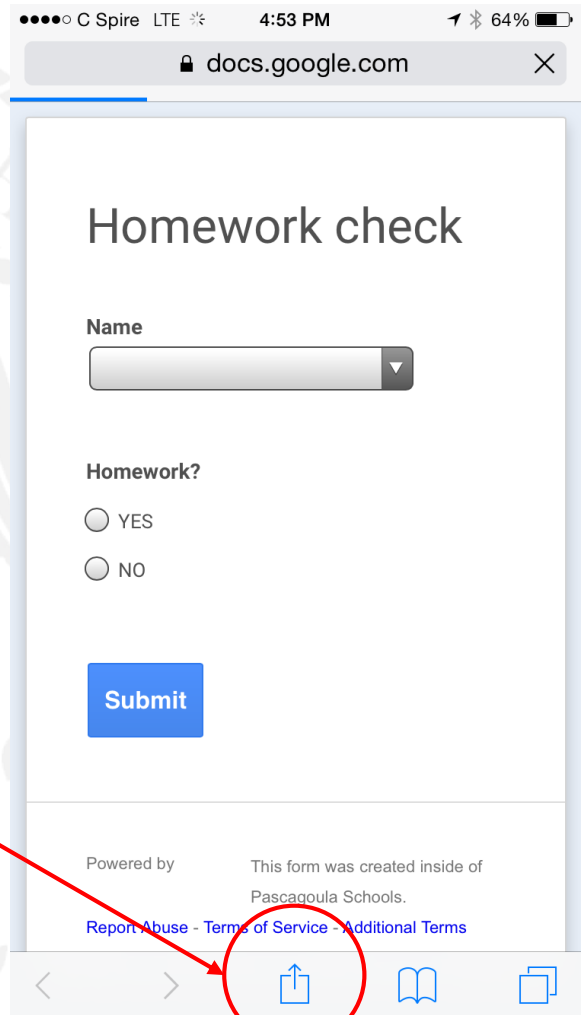 C Spire LTE 4:53 PM 64%
docs.google.com
Homework check
Name
Homework?
YES
NO
Submit
Powered by
This form was created inside of
Pascagoula Schools.
Report Abuse - Terms of Service - Additional Terms